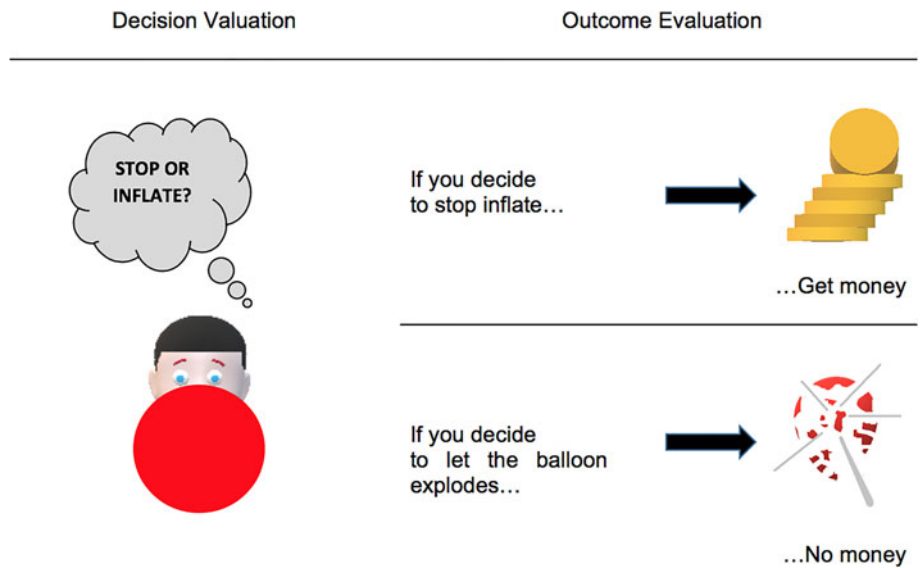 Decision Valuation
Outcome Evaluation
STOP OR
INFLATE?
If you decide
to stop inflate…
…Get money
If you decide
to let the balloon
explodes…
…No money